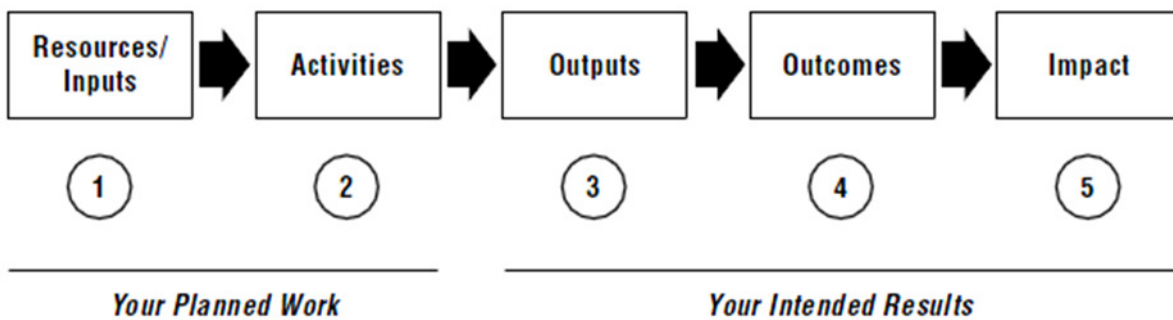 Resources/
Inputs
Activities
Outputs
Outcomes
Impact
1
2
3
4
5
Your Planned Work
Your Intended Results